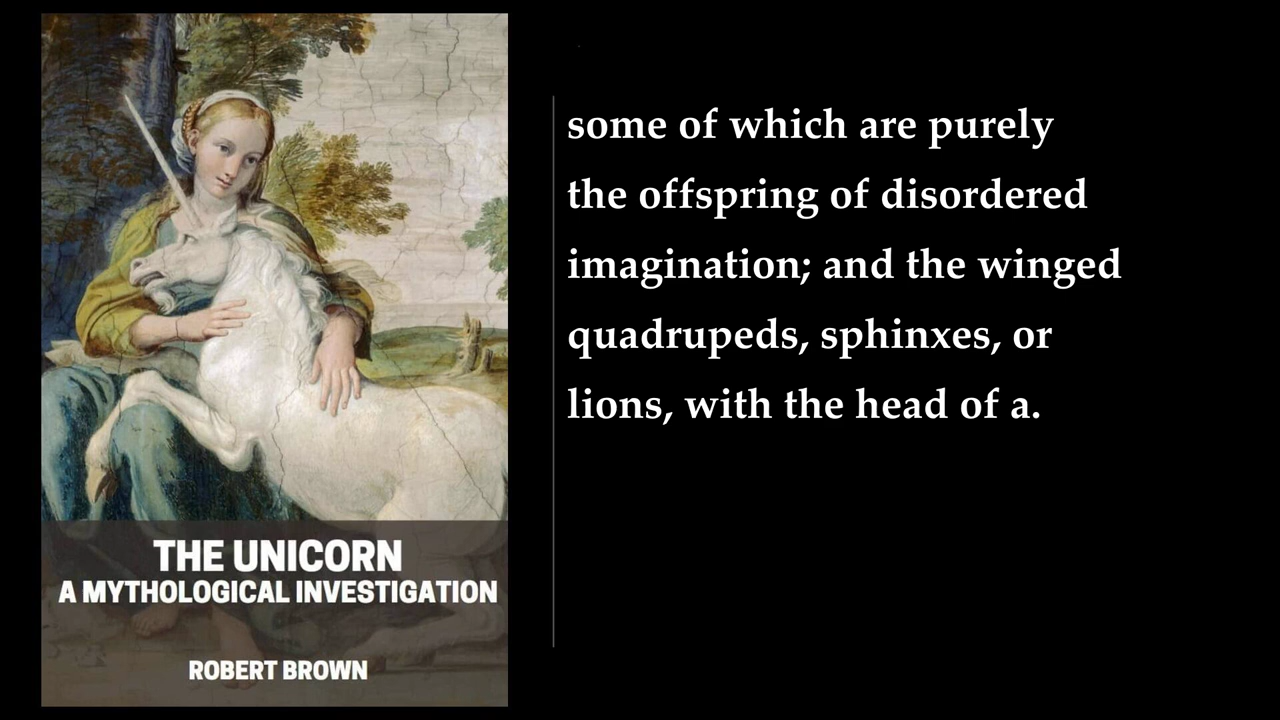 THE UNICORN
A MYTHOLOGICAL INVESTIGATION
ROBERT BROWN
some of which are purely
the offspring of disordered
imagination; and the winged
quadrupeds, sphinxes, or
lions, with the head of a.